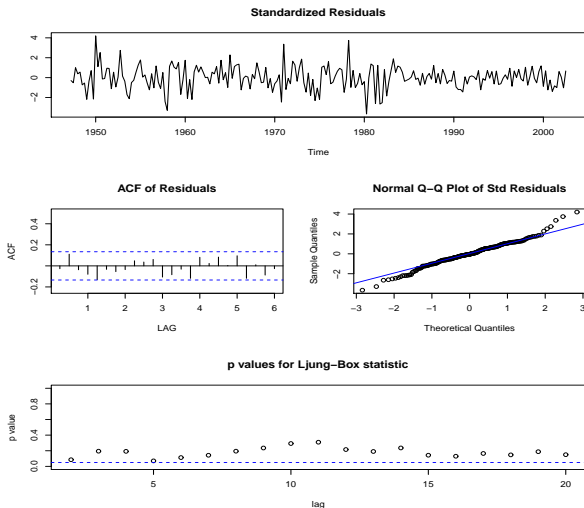 Standardized Residuals
4
2
0
−2
1950 1960 1970 1980 1990 2000
Time
ACF of Residuals
ACF
0.4
0.2
−0.2
1 2 3 4 5 6
LAG
Normal Q−Q Plot of Std Residuals
Sample Quantiles
4
2
0
−2
−3 −2 −1 0 1 2 3
Theoretical Quantiles
p values for Ljung−Box statistic
p value
0.8
0.4
0.0
5 10 15 20
lag